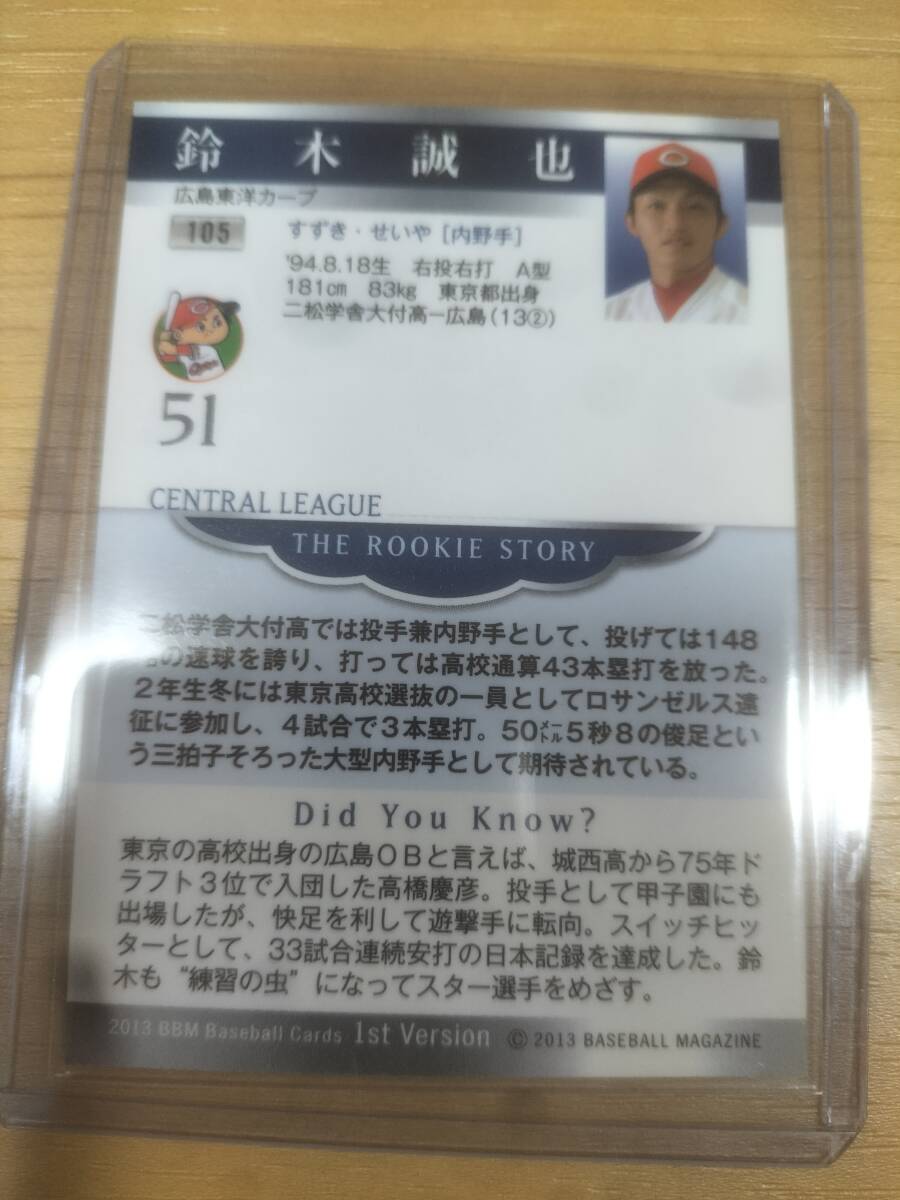 鈴木誠也
広島東洋カープ
105
すずき・せいや [内野手]
'94.8.18生 右投右打 A型
181cm 83kg 東京都出身
二松学舎大付高ー広島(13②)
51
CENTRAL LEAGUE
THE ROOKIE STORY
二松学舎大付高では投手兼内野手として、投げては148
の速球を誇り、打っては高校通算43本塁打を放った。
2年生冬には東京高校選抜の一員としてロサンゼルス遠
征に参加し、4試合で3本塁打。50㍍5秒8の俊足とい
う三拍子そろった大型内野手として期待されている。
Did You Know?
東京の高校出身の広島OBと言えば、城西高から75年ド
ラフト3位で入団した高橋慶彦。投手として甲子園にも
出場したが、快足を利して遊撃手に転向。スイッチヒッ
ターとして、33試合連続安打の日本記録を達成した。鈴
木も“練習の虫”になってスター選手をめざす。
2013 BBM Baseball Cards 1st Version © 2013 BASEBALL MAGAZINE